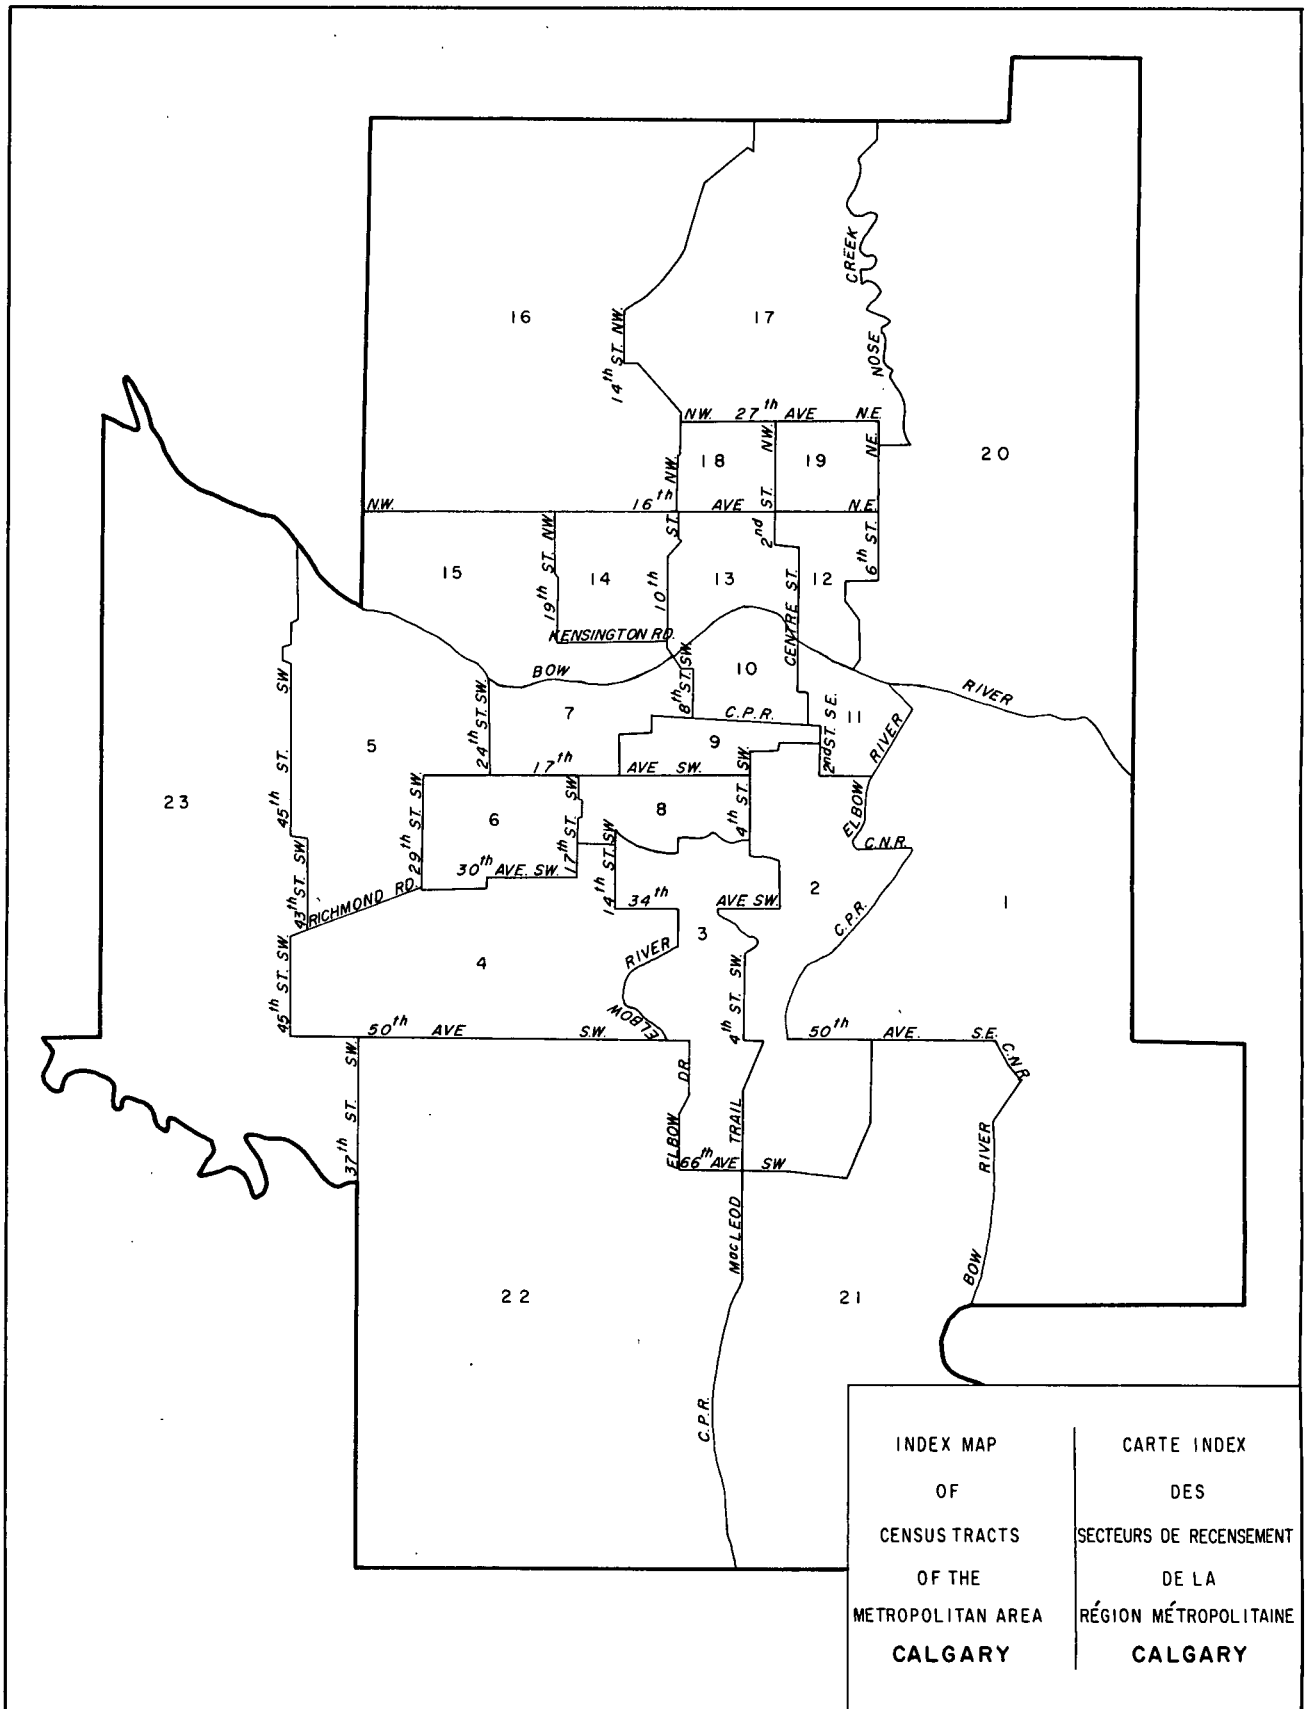 16
17
CREEK
NOSE
14th ST. NW.
NW. 27th AVE N.E.
20
18
19
NW.
NW.
NE.
N.W. 16th AVE N.E.
ST.
2nd
ST.
6th ST.
15
19th ST. NW.
14
10th
13
CENTRE ST.
12
KENSINGTON RD.
BOW
10
RIVER
8th ST. SW.
7
C.P.R.
11
24th ST. SW.
9
2nd ST. S.E.
RIVER
5
17th AVE SW.
SW.
23
45th ST. SW
29th ST. SW.
6
17th ST. SW
8
4th ST.
ELBOW
C.N.R.
14th ST. SW
30th AVE. SW.
43th ST. SW
RICHMOND RD.
34th AVE SW.
2
1
C.P.R.
3
4
RIVER
ELBOW
45th ST. SW.
4th ST. SW.
50th AVE S.W.
50th AVE. S.E.
C.N.R.
37th ST. SW.
ELBOW DR.
MacLEOD TRAIL
66th AVE SW
RIVER
BOW
22
21
C.P.R.
INDEX MAP
OF
CENSUS TRACTS
OF THE
METROPOLITAN AREA
CALGARY
CARTE INDEX
DES
SECTEURS DE RECENSEMENT
DE LA
RÉGION MÉTROPOLITAINE
CALGARY